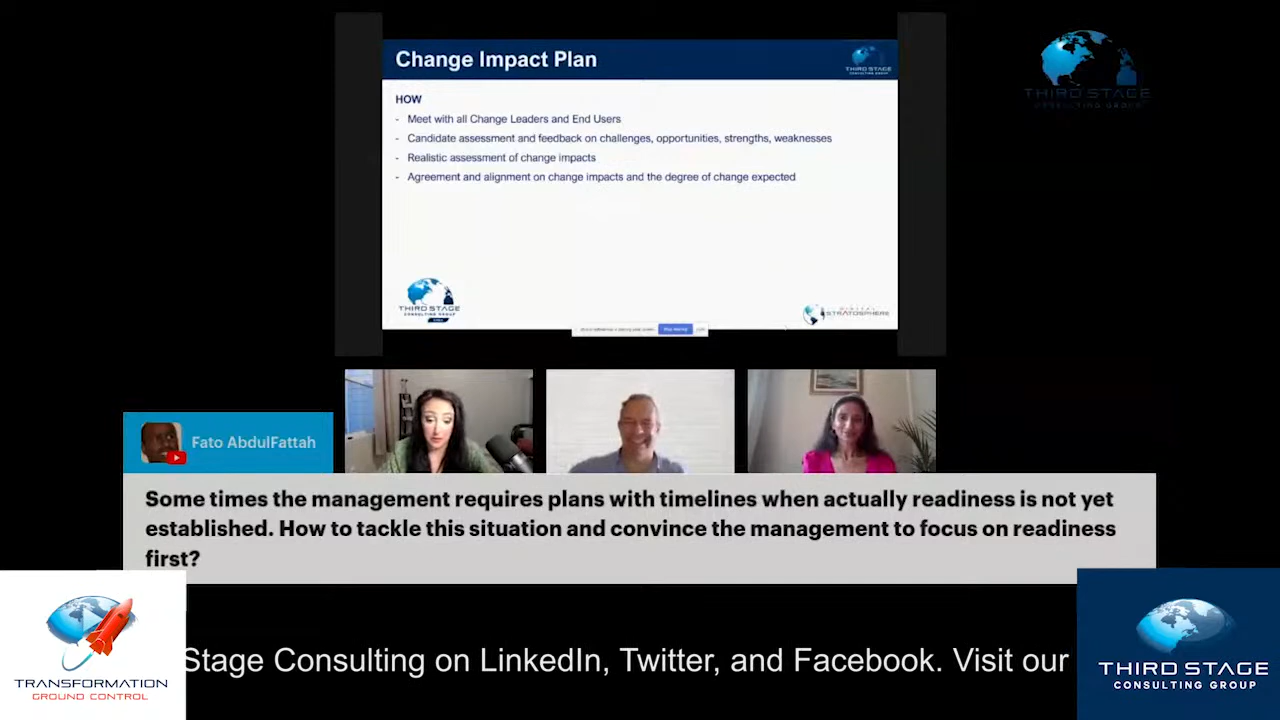 Change Impact Plan
THIRD STAGE
CONSULTING GROUP
THIRD STAGE
CONSULTING GROUP
HOW
- Meet with all Change Leaders and End Users
- Candidate assessment and feedback on challenges, opportunities, strengths, weaknesses
- Realistic assessment of change impacts
- Agreement and alignment on change impacts and the degree of change expected
THIRD STAGE
CONSULTING GROUP
STRATOSPHERE
Fato AbdulFattah
Some times the management requires plans with timelines when actually readiness is not yet
established. How to tackle this situation and convince the management to focus on readiness
first?
Stage Consulting on LinkedIn, Twitter, and Facebook. Visit our
TRANSFORMATION
GROUND CONTROL
THIRD STAGE
CONSULTING GROUP